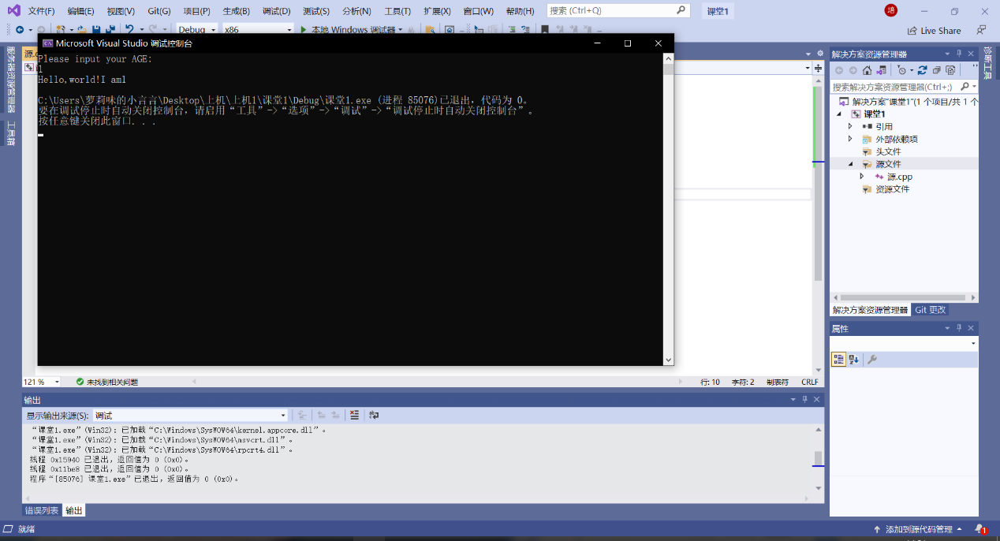 文件(F) 编辑(E) 视图(V) Git(G) 项目(P) 生成(B) 调试(D) 测试(S) 分析(N) 工具(T) 扩展(X) 窗口(W) 帮助(H) 搜索 (Ctrl+Q) 课堂1 培
Debug x86 本地 Windows 调试器 Live Share
Microsoft Visual Studio 调试控制台
Please input your AGE:
1
Hello,world!I am1
C:\Users\萝莉味的小言言\Desktop\上机\上机1\课堂1\Debug\课堂1.exe (进程 85076)已退出，代码为 0。
要在调试停止时自动关闭控制台，请启用“工具”->“选项”->“调试”->“调试停止时自动关闭控制台”。
按任意键关闭此窗口. . .
服务器资源管理器
工具箱
解决方案资源管理器
搜索解决方案资源管理器(Ctrl+;)
解决方案"课堂1"(1 个项目/共 1 个
课堂1
引用
外部依赖项
头文件
源文件
源.cpp
资源文件
解决方案资源管理器 Git 更改
属性
诊断工具
121 % 未找到相关问题 行: 10 字符: 2 制表符 CRLF
输出
显示输出来源(S): 调试
“课堂1.exe”(Win32): 已加载“C:\Windows\SysWOW64\kernel.appcore.dll”。
“课堂1.exe”(Win32): 已加载“C:\Windows\SysWOW64\msvcrt.dll”。
“课堂1.exe”(Win32): 已加载“C:\Windows\SysWOW64\rpcrt4.dll”。
线程 0x15940 已退出，返回值为 0 (0x0)。
线程 0x11be8 已退出，返回值为 0 (0x0)。
程序“[85076] 课堂1.exe”已退出，返回值为 0 (0x0)。
错误列表 输出
就绪 添加到源代码管理 1